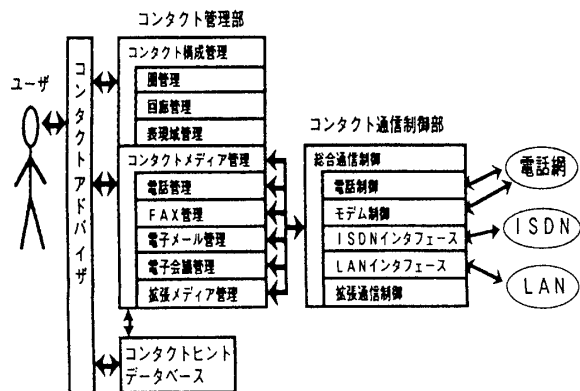 コンタクト管理部
コンタクト構成管理
圏管理
回廊管理
表現域管理
コンタクトメディア管理
電話管理
FAX管理
電子メール管理
電子会議管理
拡張メディア管理
ユーザ
コンタクトアドバイザ
コンタクトヒント
データベース
コンタクト通信制御部
総合通信制御
電話制御
モデム制御
ISDNインタフェース
LANインタフェース
拡張通信制御
電話網
ISDN
LAN